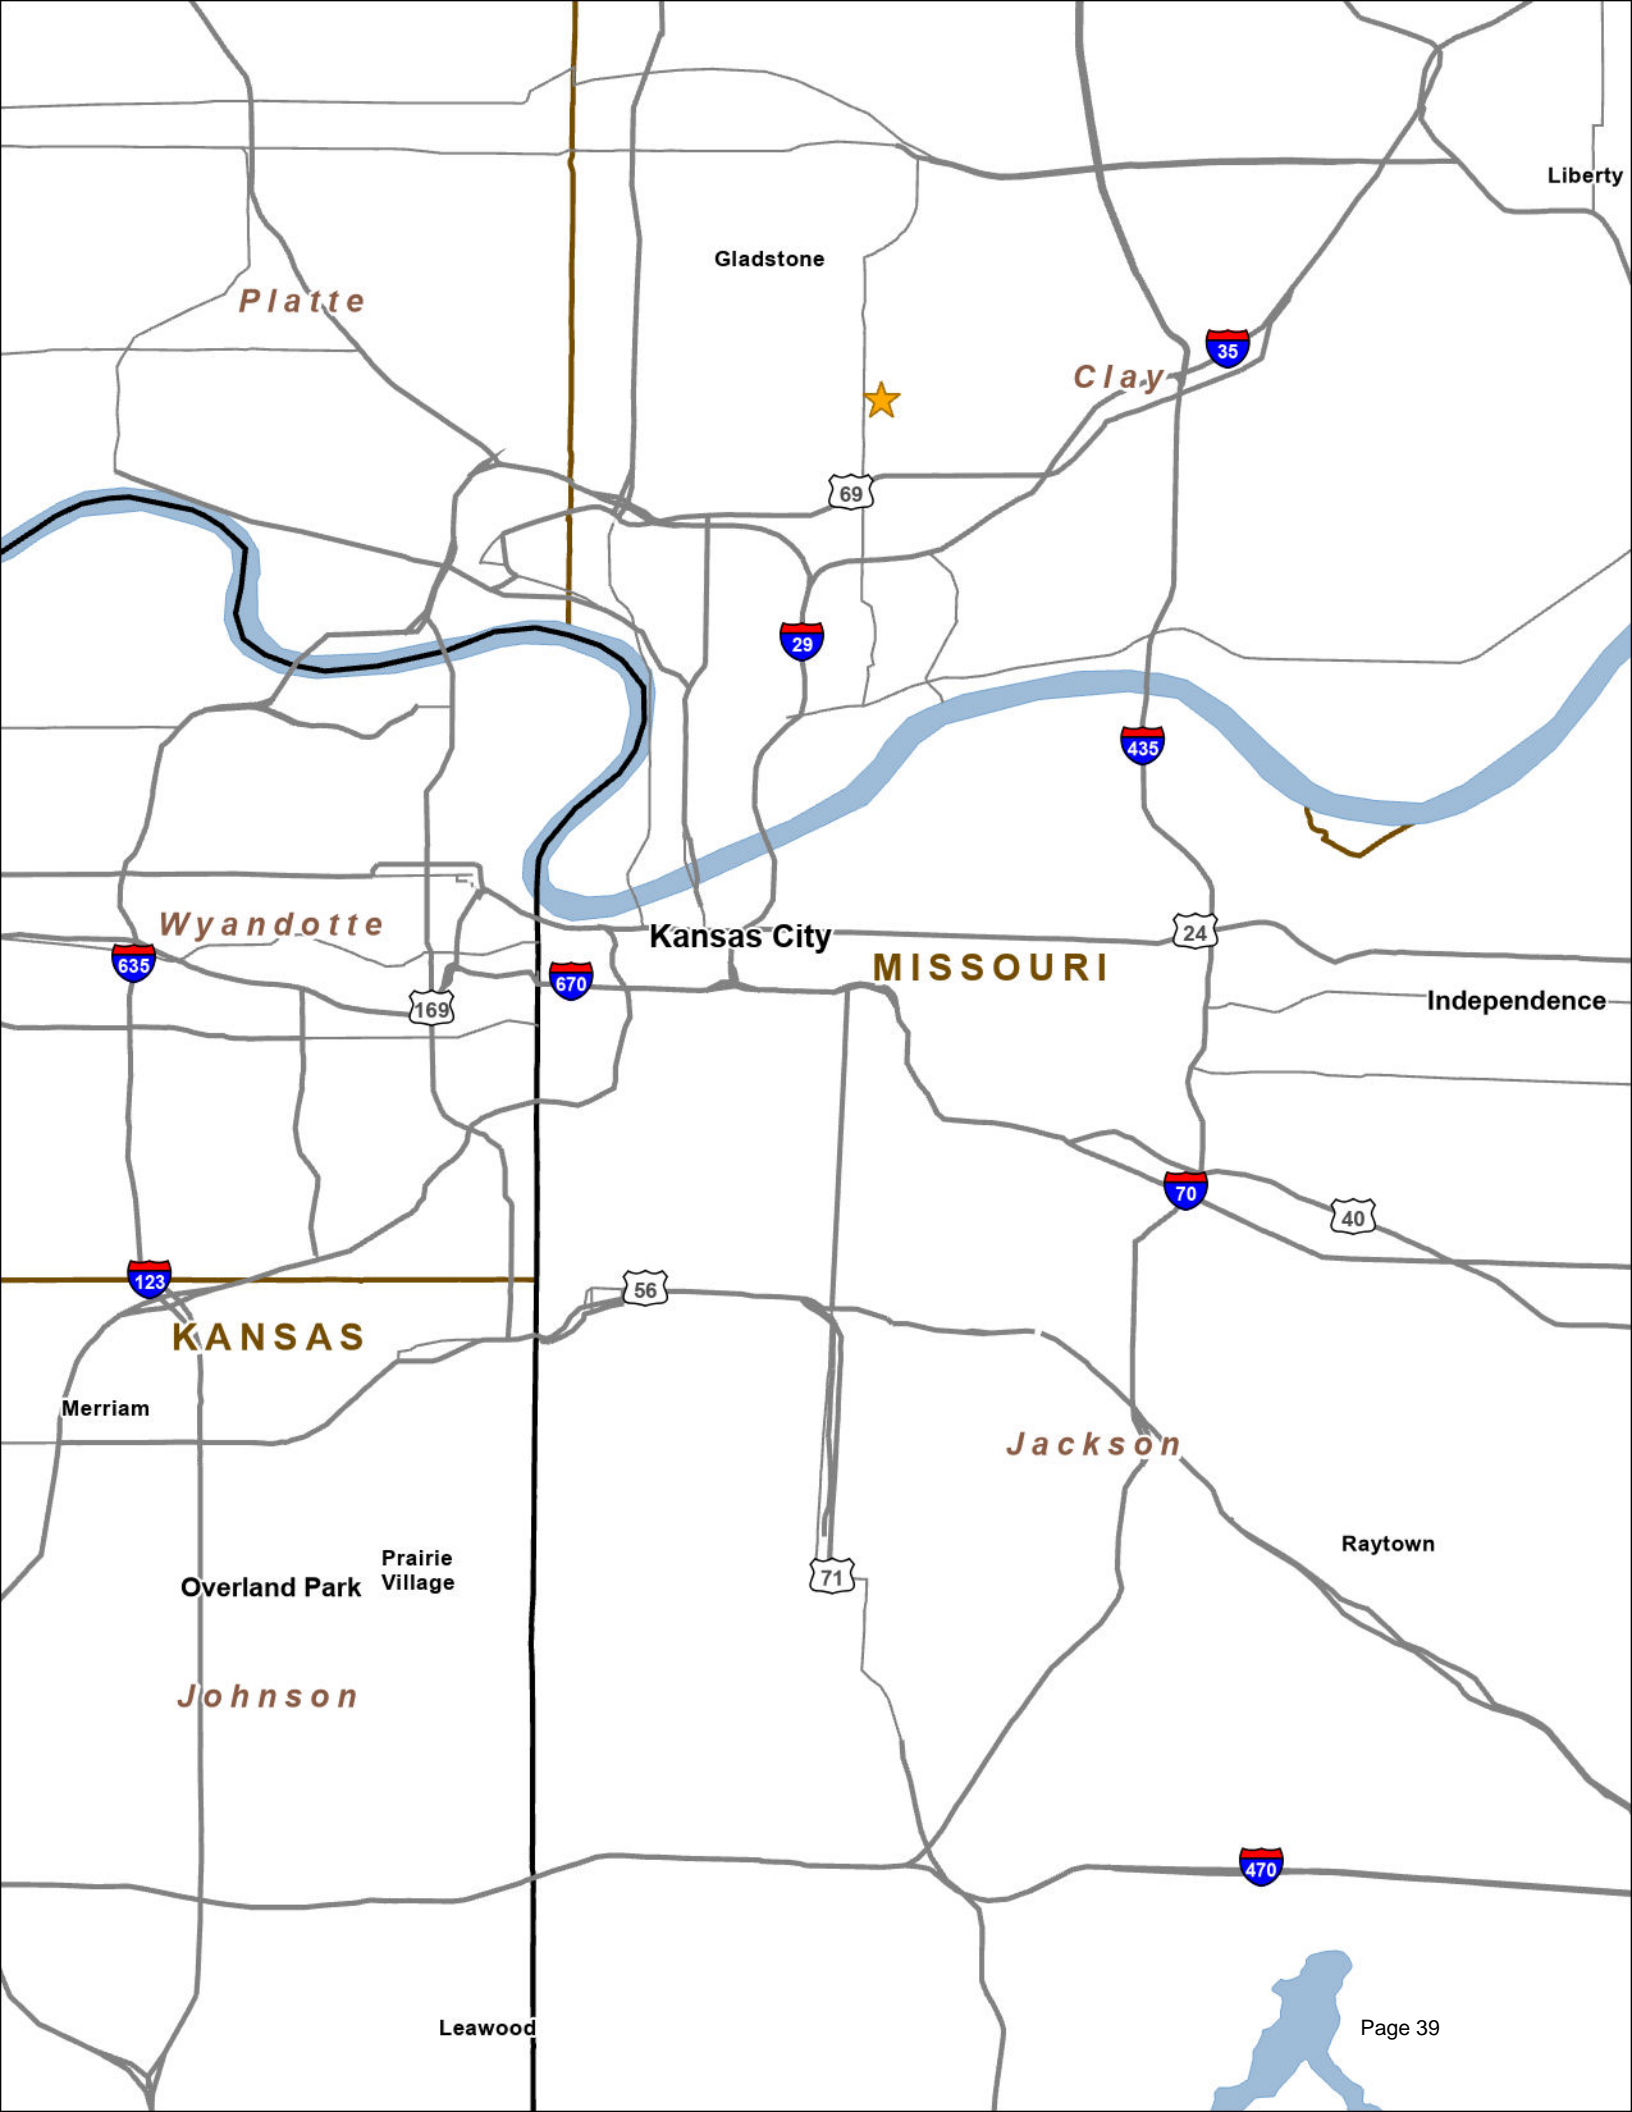 Liberty
Gladstone
Platte
35
Clay
69
29
435
Wyandotte
24
Kansas City
635
MISSOURI
670
Independence
169
70
40
123
56
KANSAS
Merriam
Jackson
Raytown
Prairie
Village
71
Overland Park
Johnson
470
Leawood
Page 39